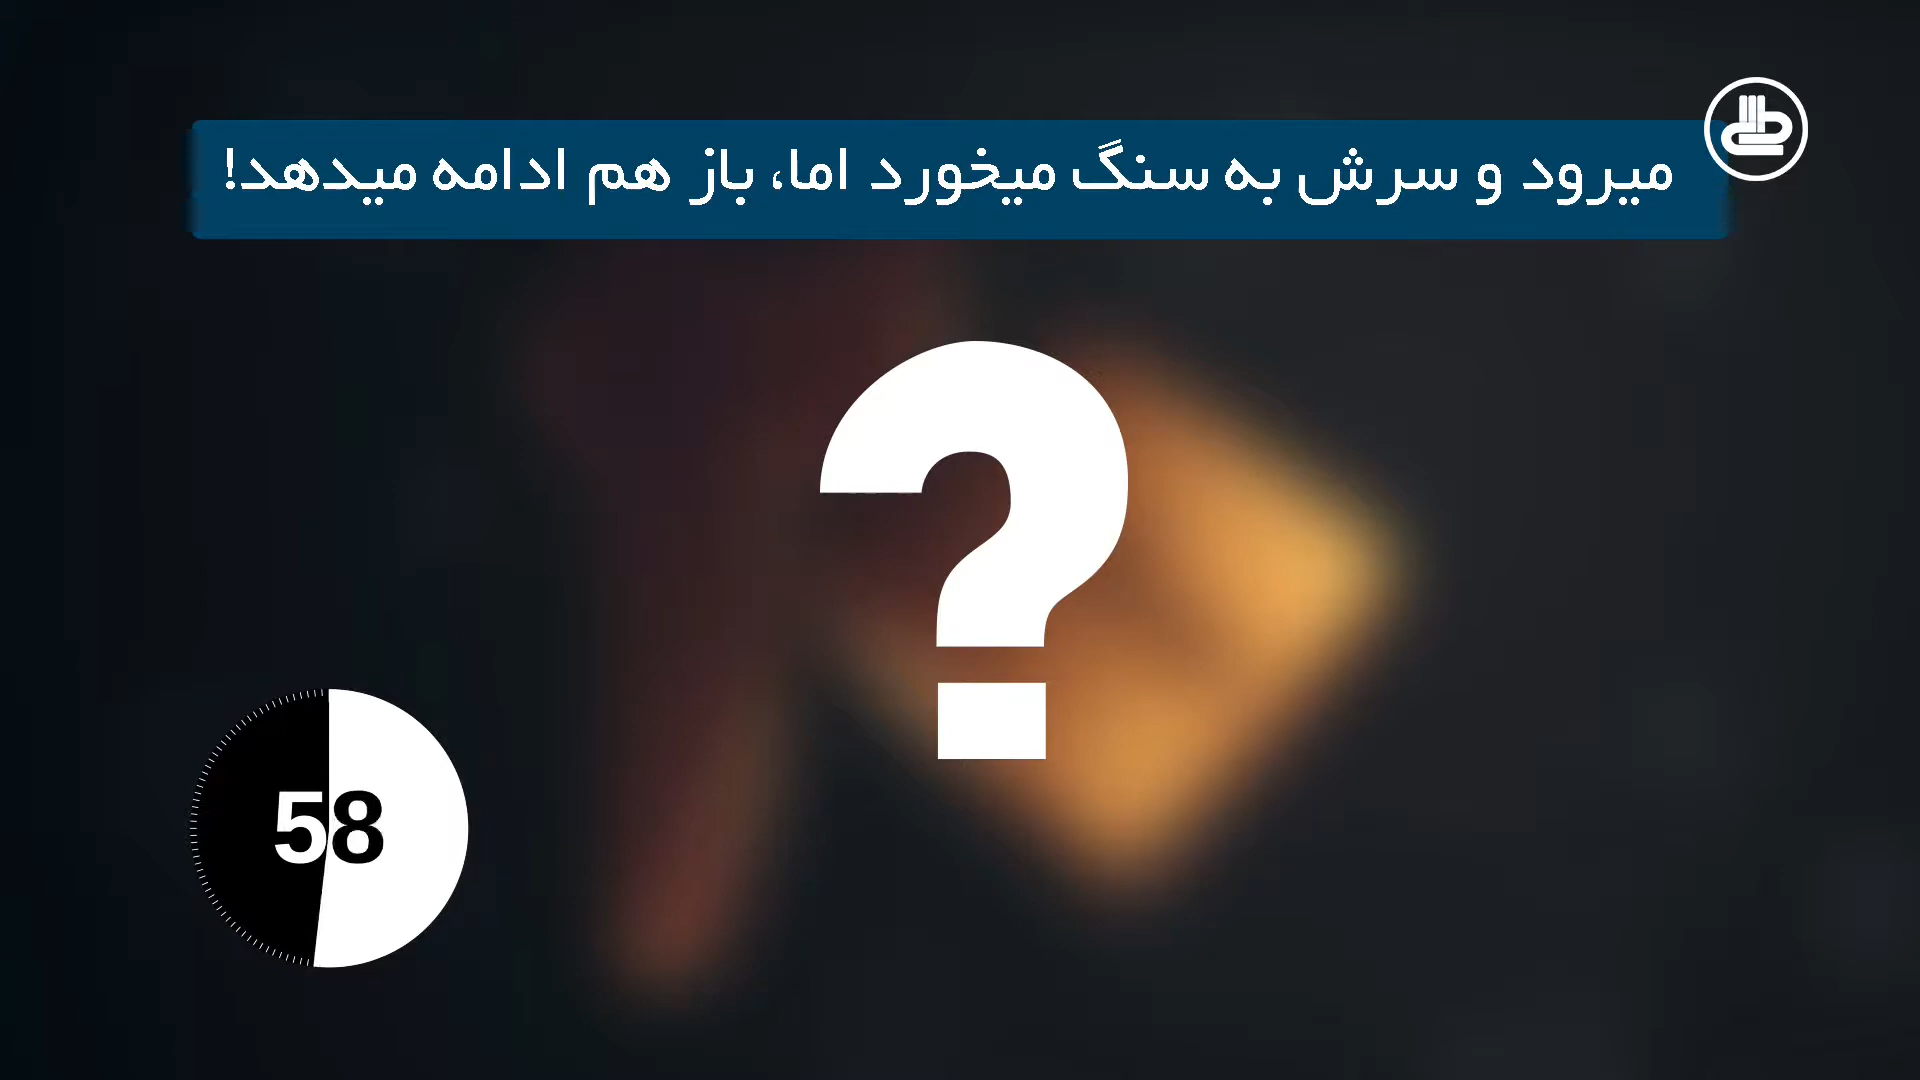 میرود و سرش به سنگ میخورد اما، باز هم ادامه میدهد!
?
58